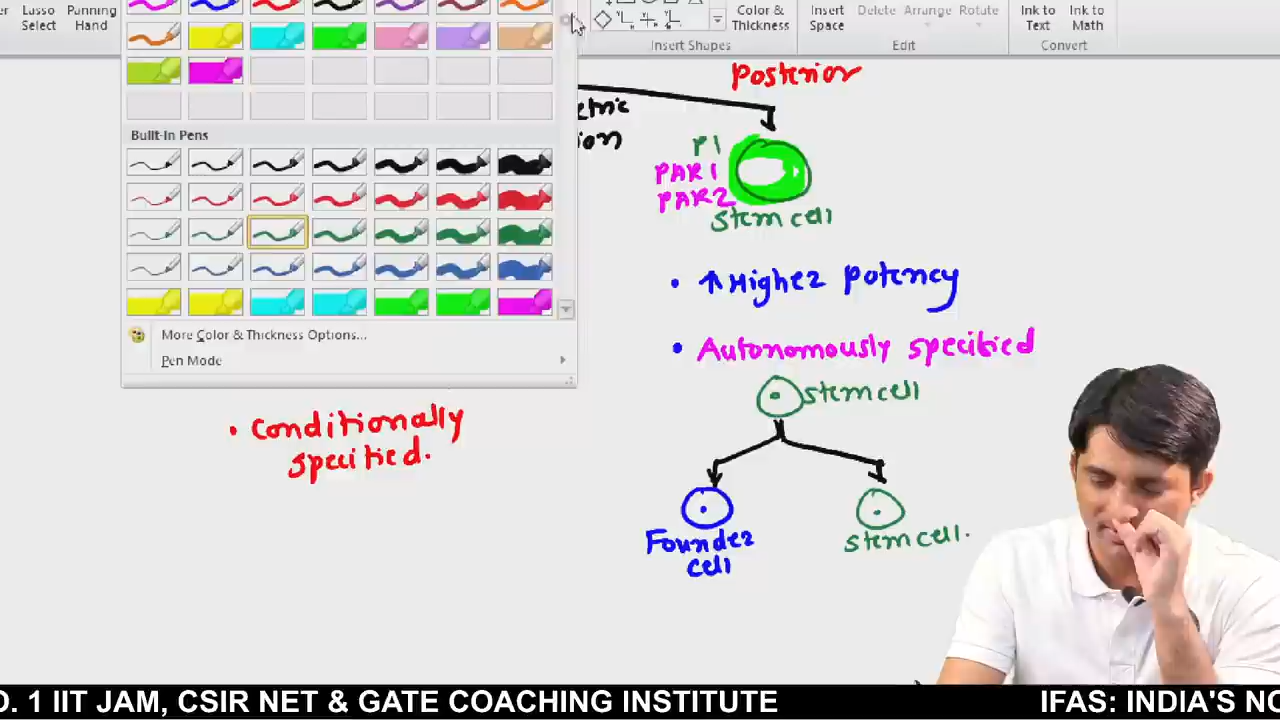 Lasso
Select
Panning
Hand
Insert Shapes
Color &
Thickness
Insert
Space
Delete
Arrange
Rotate
Edit
Ink to
Text
Ink to
Math
Convert
Built-In Pens
More Color & Thickness Options...
Pen Mode
etric
ion
Posterior
P1
PAR1
PAR2
stem cell
• ↑ Higher potency
• Autonomously specified
stem cell
Founder
cell
stem cell.
• Conditionally
specified.
O. 1 IIT JAM, CSIR NET & GATE COACHING INSTITUTE
IFAS: INDIA'S NO